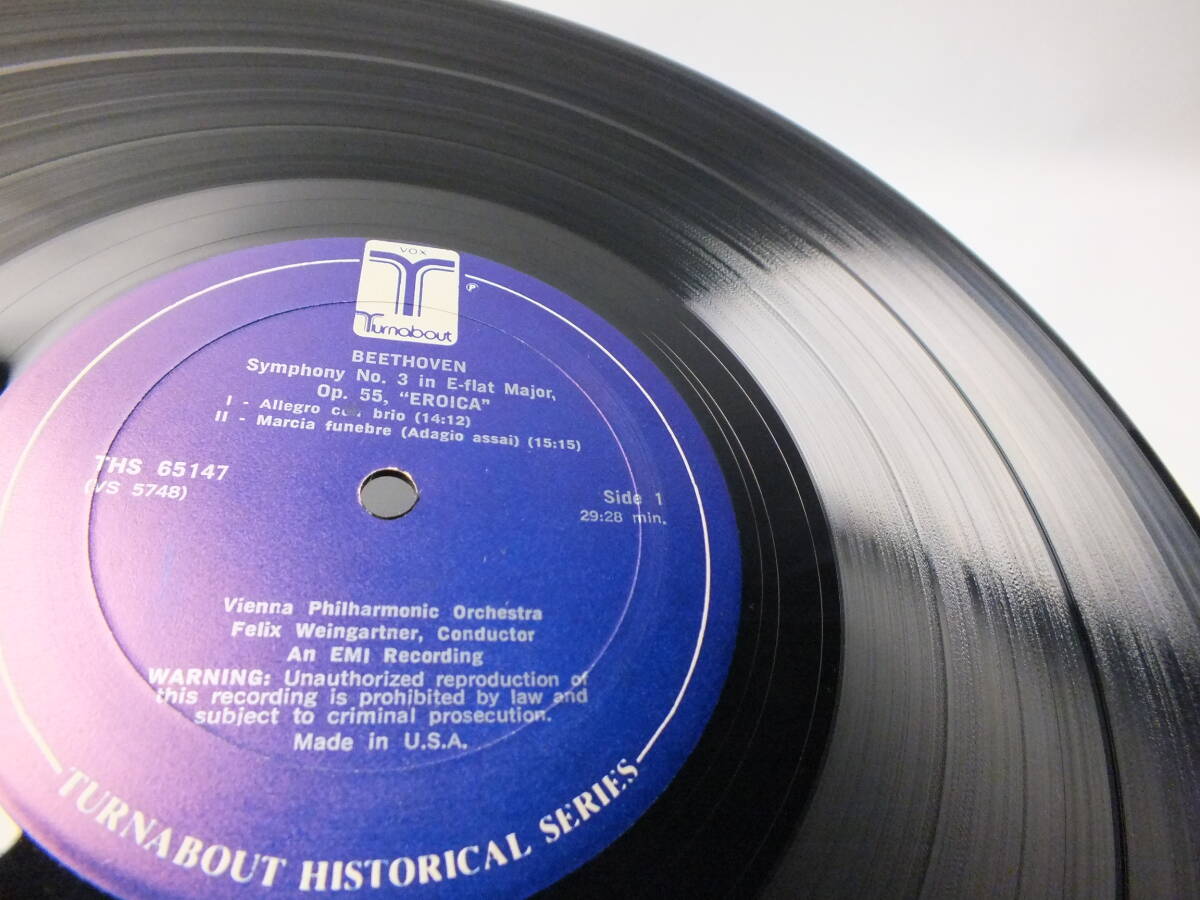 VOX
Turnabout
℗
BEETHOVEN
Symphony No. 3 in E-flat Major,
Op. 55, "EROICA"
I - Allegro con brio (14:12)
II - Marcia funebre (Adagio assai) (15:15)
THS 65147
(VS 5748)
Side 1
29:28 min.
Vienna Philharmonic Orchestra
Felix Weingartner, Conductor
An EMI Recording
WARNING: Unauthorized reproduction of
this recording is prohibited by law and
subject to criminal prosecution.
Made in U.S.A.
TURNABOUT HISTORICAL SERIES